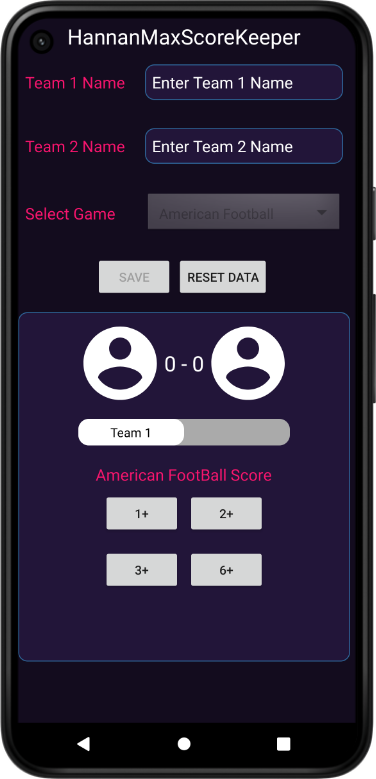 HannanMaxScoreKeeper
Team 1 Name Enter Team 1 Name
Team 2 Name Enter Team 2 Name
Select Game American Football
SAVE RESET DATA
0 - 0
Team 1
American FootBall Score
1+ 2+
3+ 6+